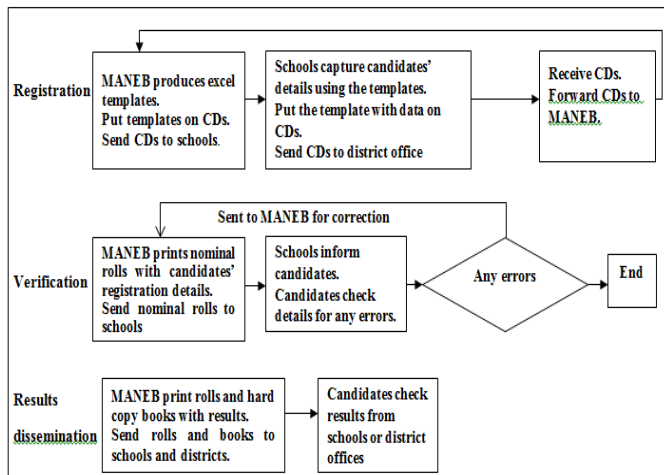 Registration
MANEB produces excel
templates.
Put templates on CDs.
Send CDs to schools.
Schools capture candidates'
details using the templates.
Put the template with data on
CDs.
Send CDs to district office
Receive CDs.
Forward CDs to
MANEB.
Sent to MANEB for correction
Verification
MANEB prints nominal
rolls with candidates'
registration details.
Send nominal rolls to
schools
Schools inform
candidates.
Candidates check
details for any errors.
Any errors
End
Results
dissemination
MANEB print rolls and hard
copy books with results.
Send rolls and books to
schools and districts.
Candidates check
results from
schools or district
offices